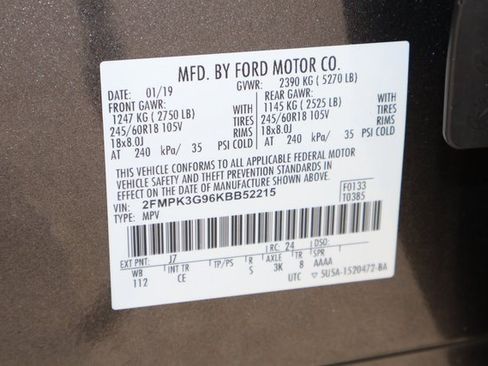 MFD. BY FORD MOTOR CO.
01/19 GVWR: 2390 KG ( 5270 LB)
FRONT GAWR: REAR GAWR:
1247 KG ( 2750 LB) WITH 1145 KG ( 2525 LB) WITH
245/60R18 105V TIRES 245/60R18 105V TIRES
18x8.0J RIMS 18x8.0J RIMS
AT 240 kPa/ 35 PSI COLD AT 240 kPa/ 35 PSI COLD
THIS VEHICLE CONFORMS TO ALL APPLICABLE FEDERAL MOTOR
VEHICLE SAFETY AND THEFT PREVENTION STANDARDS IN EFFECT
ON THE DATE OF MANUFACTURE SHOWN ABOVE
VIN: 2FMPK3G96KBB52215 F0133
TYPE: MPV T0385
EXT PNT: J7 RC: 24 DSO:
WB INT TR TP/PS R AXLE TR SPR
112 CE S 3K 8 AAAA
UTC 5U5A-1520472-BA